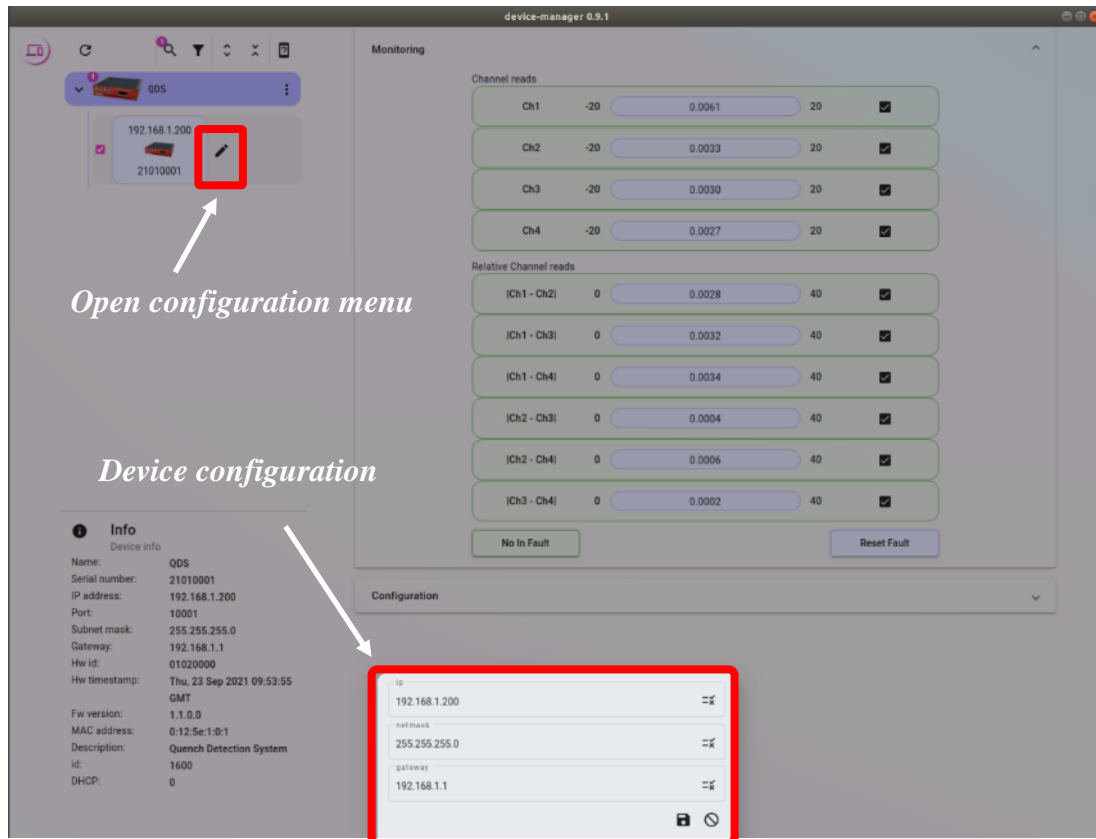 device-manager 0.9.1
1
1
QDS
192.168.1.200
21010001
Open configuration menu
Device configuration
Info
Device info
Name: QDS
Serial number: 21010001
IP address: 192.168.1.200
Port: 10001
Subnet mask: 255.255.255.0
Gateway: 192.168.1.1
Hw id: 01020000
Hw timestamp: Thu, 23 Sep 2021 09:53:55
GMT
Fw version: 1.1.0.0
MAC address: 0:12:5e:1:0:1
Description: Quench Detection System
id: 1600
DHCP: 0
Monitoring
Channel reads
Ch1 -20 0.0061 20
Ch2 -20 0.0033 20
Ch3 -20 0.0030 20
Ch4 -20 0.0027 20
Relative Channel reads
|Ch1 - Ch2| 0 0.0028 40
|Ch1 - Ch3| 0 0.0032 40
|Ch1 - Ch4| 0 0.0034 40
|Ch2 - Ch3| 0 0.0004 40
|Ch2 - Ch4| 0 0.0006 40
|Ch3 - Ch4| 0 0.0002 40
No In Fault Reset Fault
Configuration
ip
192.168.1.200
netmask
255.255.255.0
gateway
192.168.1.1